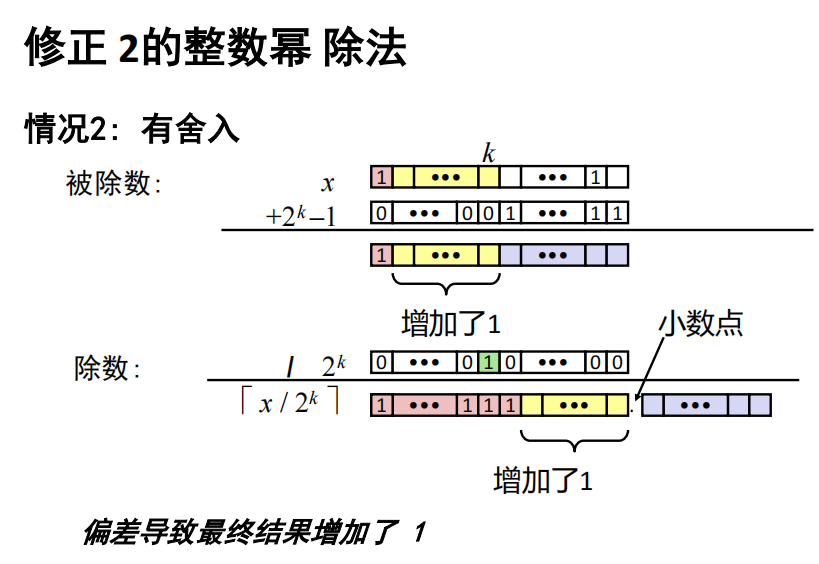 修正 2的整数幂 除法
情况2: 有舍入
k
被除数: x 1 ••• ••• 1
+2^k–1 0 ••• 0 0 1 ••• 1 1
1 ••• •••
增加了1
小数点
除数: / 2^k 0 ••• 0 1 0 ••• 0 0
⌈ x / 2^k ⌉ 1 ••• 1 1 1 ••• . •••
增加了1
偏差导致最终结果增加了 1